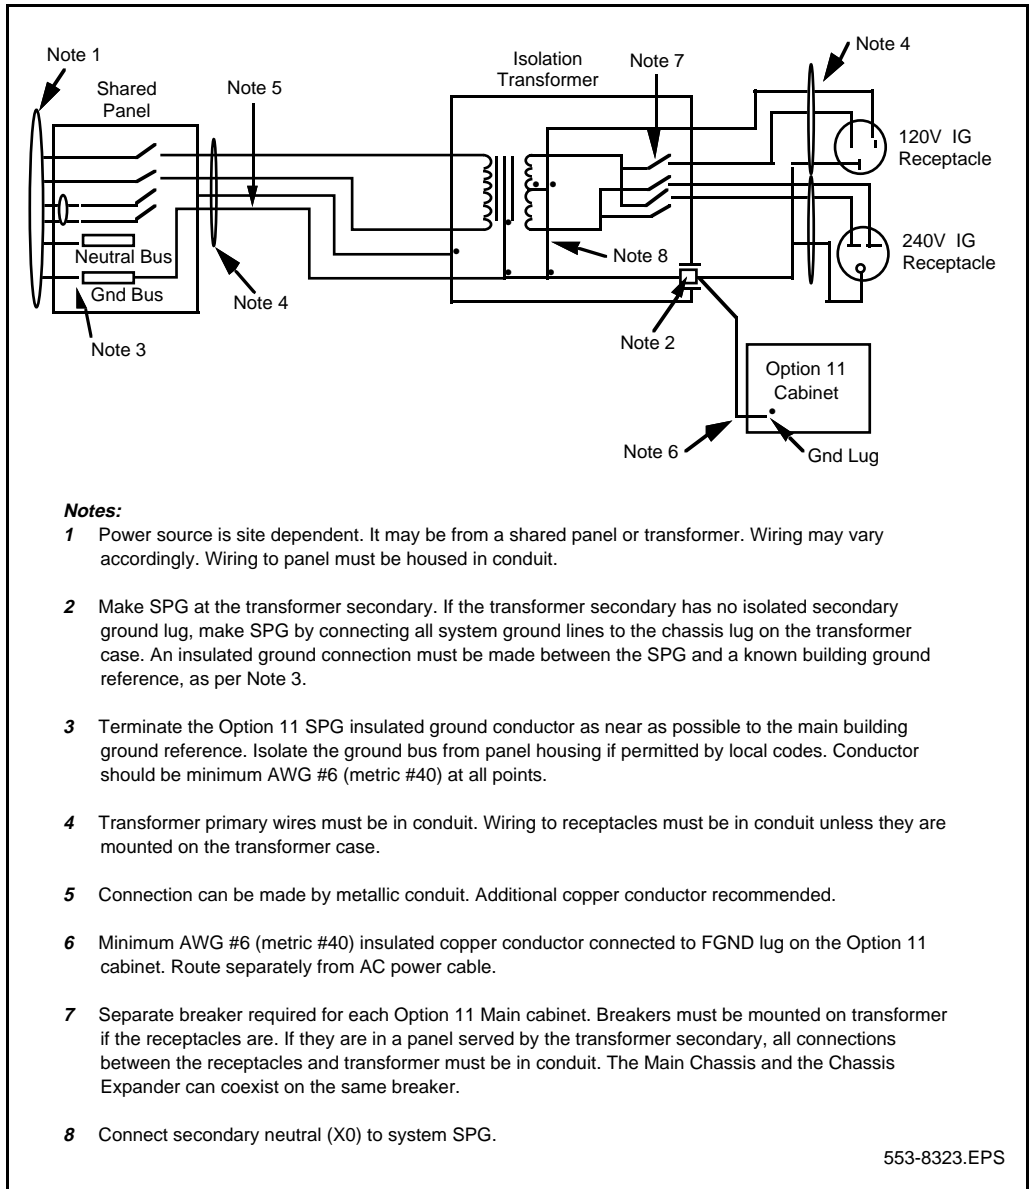 Note 1
Shared
Panel
Note 5
Isolation
Transformer
Note 7
Note 4
120V IG
Receptacle
Neutral Bus
Gnd Bus
Note 4
Note 8
240V IG
Receptacle
Note 3
Note 2
Option 11
Cabinet
Note 6
Gnd Lug
Notes:
1 Power source is site dependent. It may be from a shared panel or transformer. Wiring may vary
accordingly. Wiring to panel must be housed in conduit.
2 Make SPG at the transformer secondary. If the transformer secondary has no isolated secondary
ground lug, make SPG by connecting all system ground lines to the chassis lug on the transformer
case. An insulated ground connection must be made between the SPG and a known building ground
reference, as per Note 3.
3 Terminate the Option 11 SPG insulated ground conductor as near as possible to the main building
ground reference. Isolate the ground bus from panel housing if permitted by local codes. Conductor
should be minimum AWG #6 (metric #40) at all points.
4 Transformer primary wires must be in conduit. Wiring to receptacles must be in conduit unless they are
mounted on the transformer case.
5 Connection can be made by metallic conduit. Additional copper conductor recommended.
6 Minimum AWG #6 (metric #40) insulated copper conductor connected to FGND lug on the Option 11
cabinet. Route separately from AC power cable.
7 Separate breaker required for each Option 11 Main cabinet. Breakers must be mounted on transformer
if the receptacles are. If they are in a panel served by the transformer secondary, all connections
between the receptacles and transformer must be in conduit. The Main Chassis and the Chassis
Expander can coexist on the same breaker.
8 Connect secondary neutral (X0) to system SPG.
553-8323.EPS